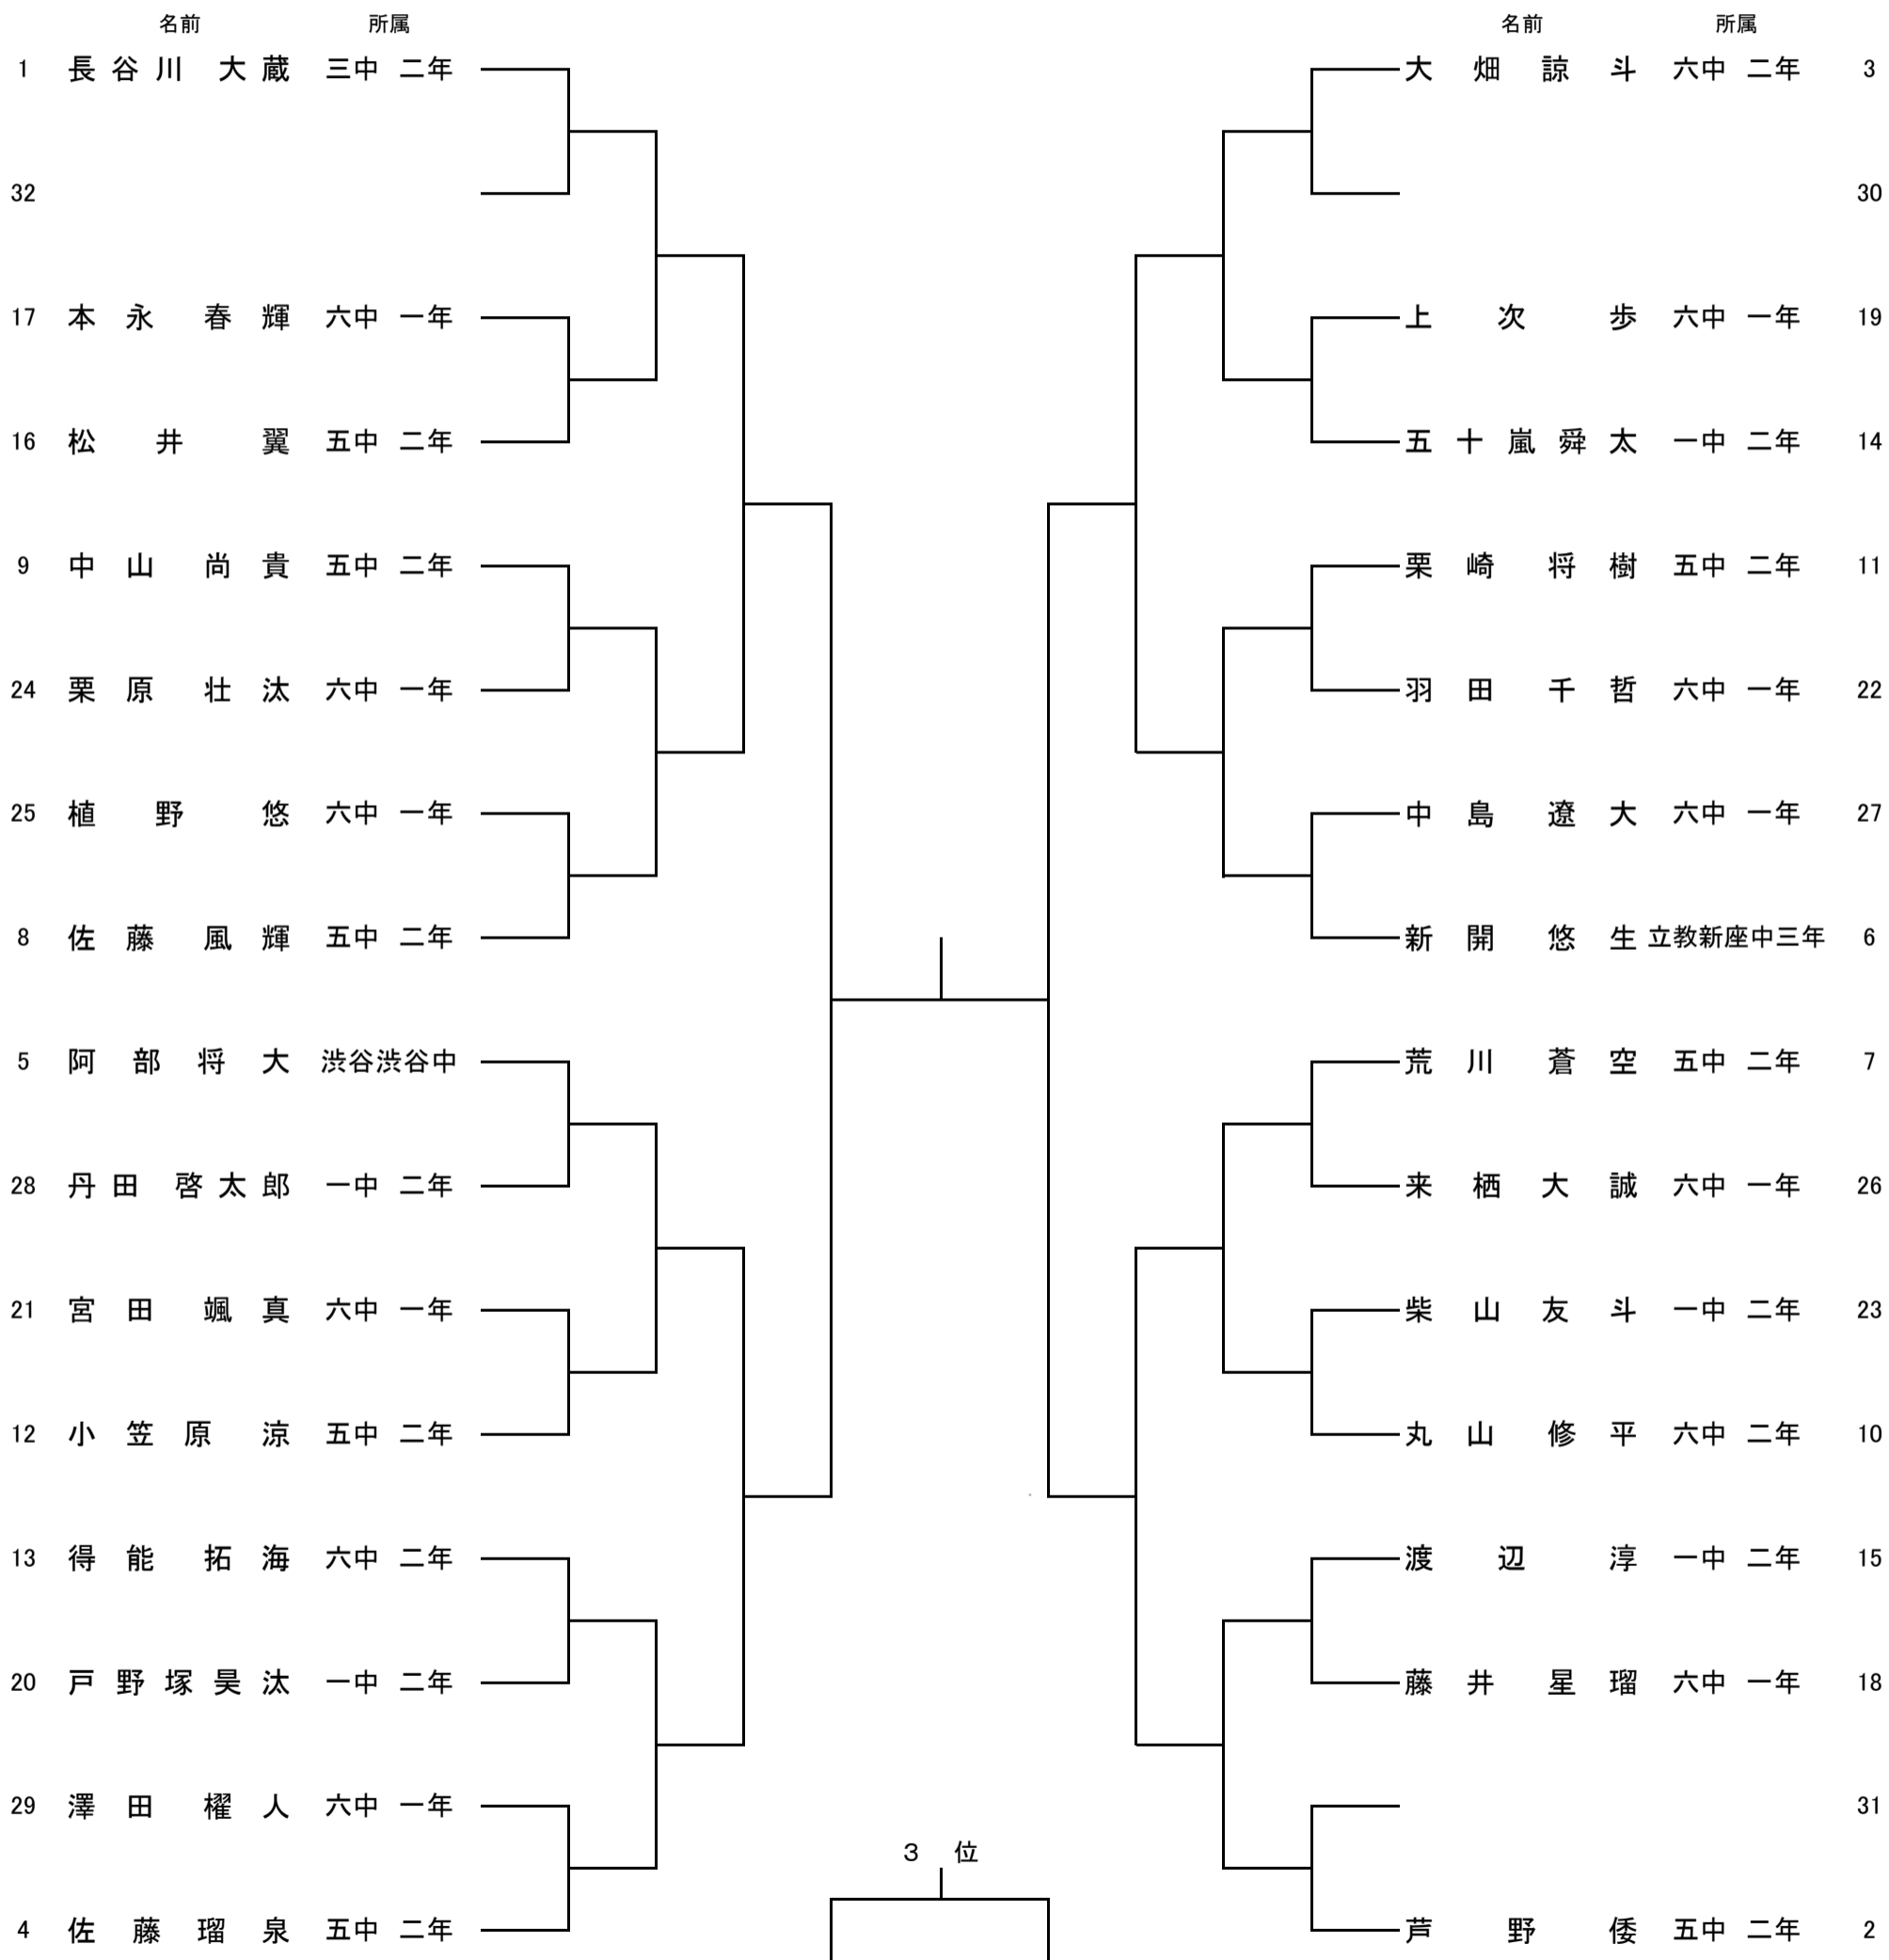 名前 所属 名前 所属
1 長谷川 大蔵 三中 二年 大畑諒斗 六中 二年 3
32 30
17 本永 春輝 六中 一年 上次 歩 六中 一年 19
16 松井 翼 五中 二年 五十嵐舜太 一中 二年 14
9 中山 尚貴 五中 二年 栗崎 将樹 五中 二年 11
24 栗原 壮汰 六中 一年 羽田 千哲 六中 一年 22
25 植野 悠 六中 一年 中島 遼大 六中 一年 27
8 佐藤 風輝 五中 二年 新開 悠生 立教新座中三年 6
5 阿部将大 渋谷渋谷中 荒川 蒼空 五中 二年 7
28 丹田 啓太郎 一中 二年 来栖大誠 六中 一年 26
21 宮田 颯真 六中 一年 柴山友斗 一中 二年 23
12 小笠原 涼 五中 二年 丸山 修平 六中 二年 10
13 得能 拓海 六中 二年 渡辺 淳 一中 二年 15
20 戸野塚昊汰 一中 二年 藤井 星瑠 六中 一年 18
29 澤田 櫂人 六中 一年 31
3 位
4 佐藤瑠泉 五中 二年 芦野倭 五中 二年 2